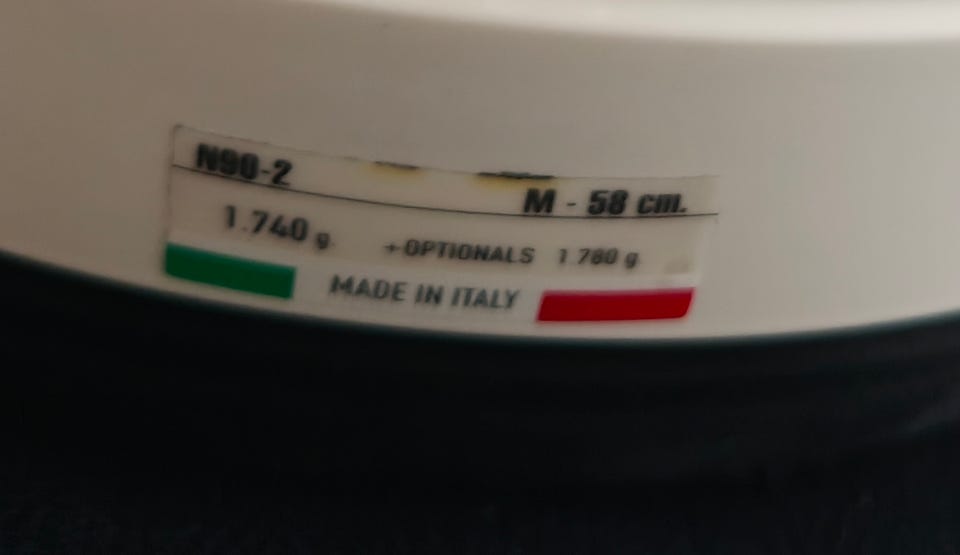 N90-2 M - 58 cm.
1.740 g. +OPTIONALS 1 780 g
MADE IN ITALY